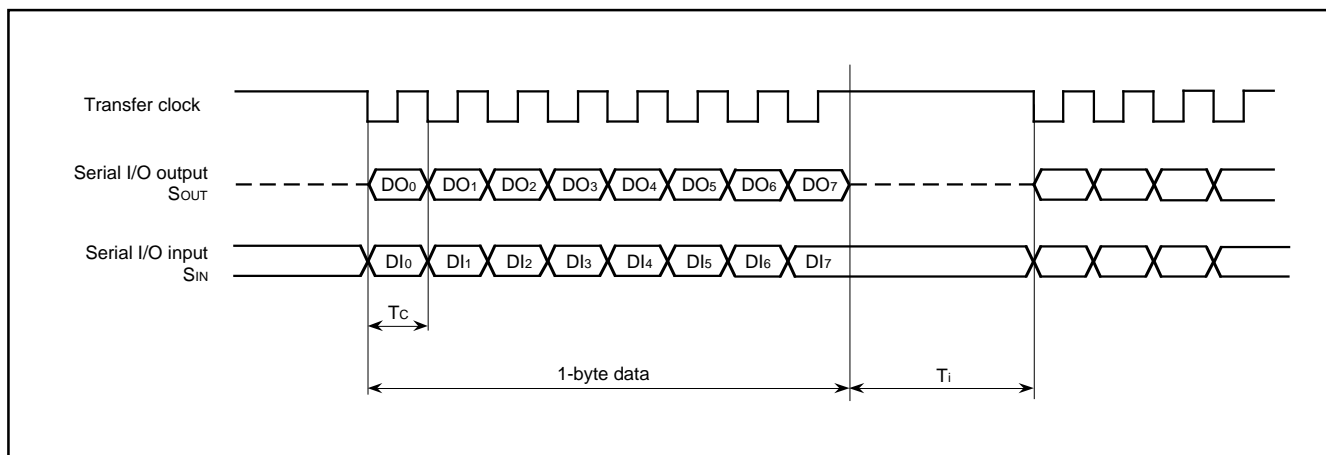 Transfer clock
Serial I/O output
SOUT
DO0 DO1 DO2 DO3 DO4 DO5 DO6 DO7
Serial I/O input
SIN
DI0 DI1 DI2 DI3 DI4 DI5 DI6 DI7
TC
1-byte data
Ti